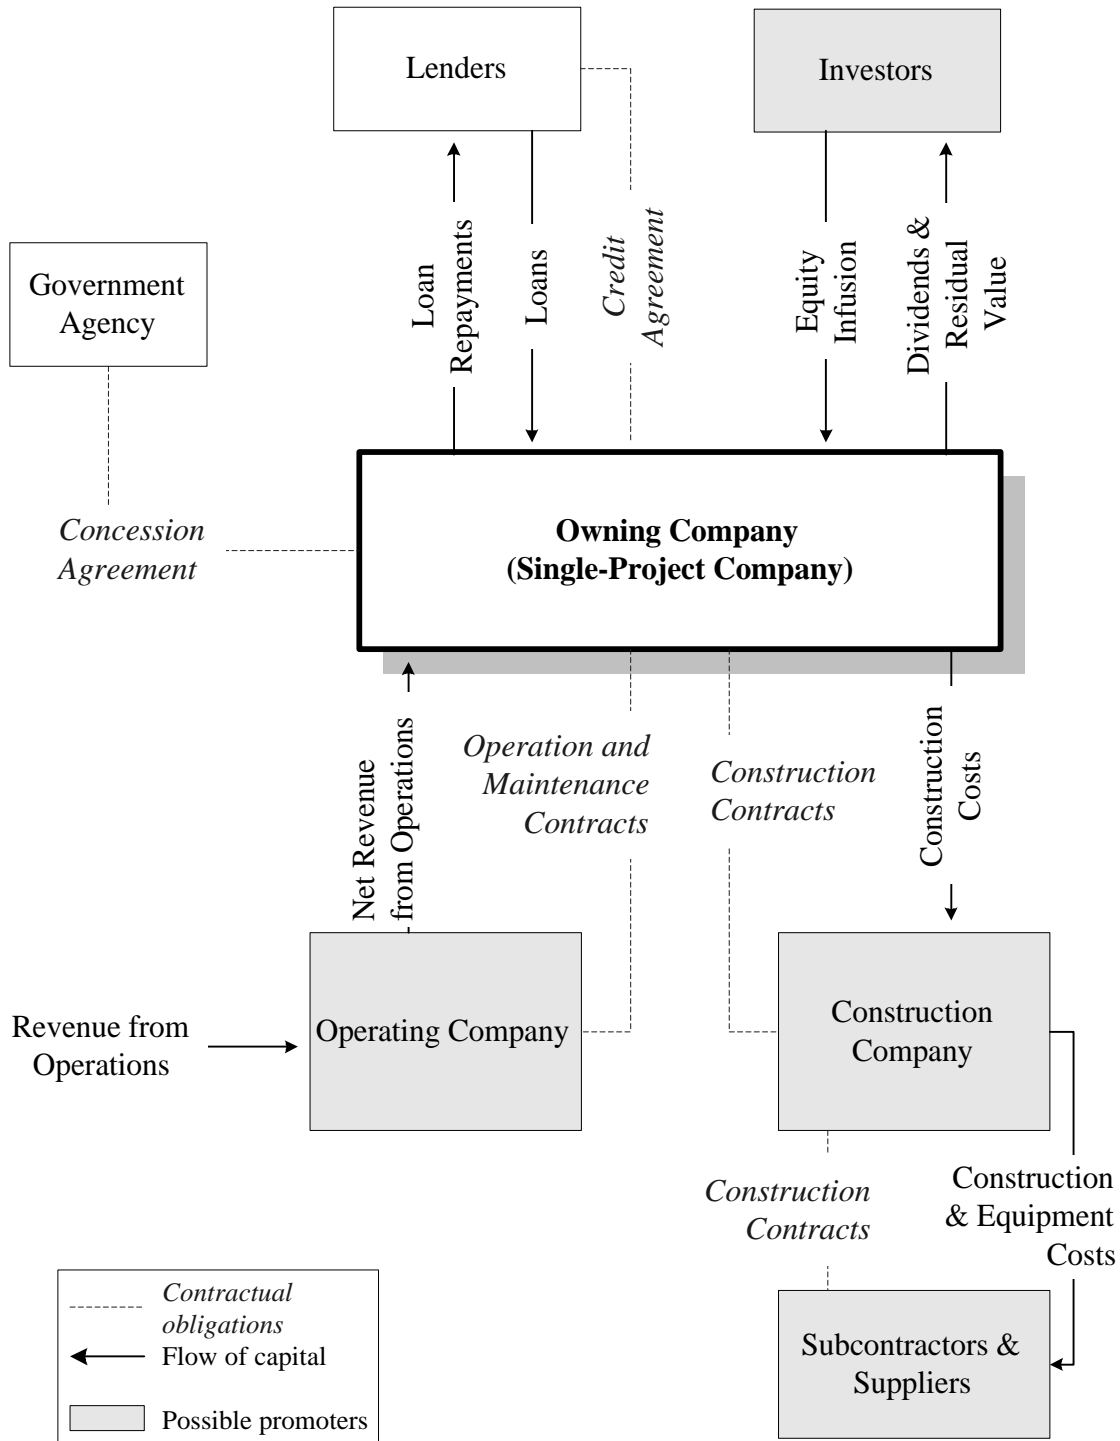 Lenders
Investors
Government
Agency
Loan
Repayments
Loans
Credit
Agreement
Equity
Infusion
Dividends &
Residual
Value
Concession
Agreement
Owning Company
(Single-Project Company)
Net Revenue
from Operations
Operation and
Maintenance
Contracts
Construction
Contracts
Construction
Costs
Revenue from
Operations
Operating Company
Construction
Company
Construction
Contracts
Construction
& Equipment
Costs
Subcontractors &
Suppliers
Contractual
obligations
Flow of capital
Possible promoters